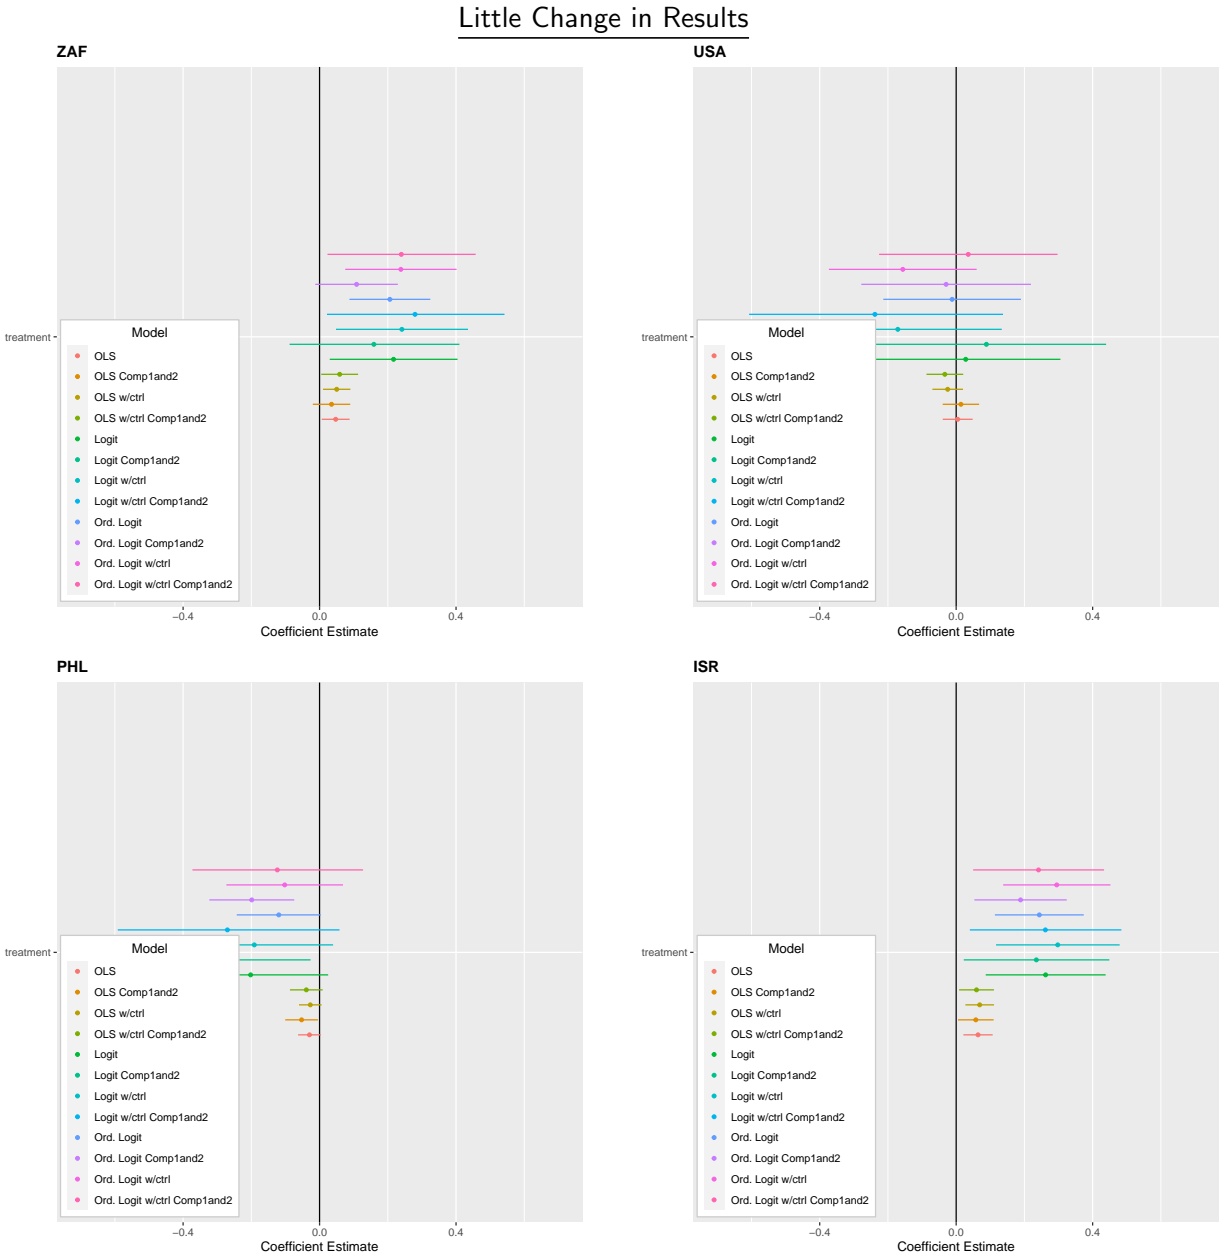 Little Change in Results
ZAF
treatment
Model
OLS
OLS Comp1and2
OLS w/ctrl
OLS w/ctrl Comp1and2
Logit
Logit Comp1and2
Logit w/ctrl
Logit w/ctrl Comp1and2
Ord. Logit
Ord. Logit Comp1and2
Ord. Logit w/ctrl
Ord. Logit w/ctrl Comp1and2
−0.4 0.0 0.4
Coefficient Estimate
USA
treatment
Model
OLS
OLS Comp1and2
OLS w/ctrl
OLS w/ctrl Comp1and2
Logit
Logit Comp1and2
Logit w/ctrl
Logit w/ctrl Comp1and2
Ord. Logit
Ord. Logit Comp1and2
Ord. Logit w/ctrl
Ord. Logit w/ctrl Comp1and2
−0.4 0.0 0.4
Coefficient Estimate
PHL
treatment
Model
OLS
OLS Comp1and2
OLS w/ctrl
OLS w/ctrl Comp1and2
Logit
Logit Comp1and2
Logit w/ctrl
Logit w/ctrl Comp1and2
Ord. Logit
Ord. Logit Comp1and2
Ord. Logit w/ctrl
Ord. Logit w/ctrl Comp1and2
−0.4 0.0 0.4
Coefficient Estimate
ISR
treatment
Model
OLS
OLS Comp1and2
OLS w/ctrl
OLS w/ctrl Comp1and2
Logit
Logit Comp1and2
Logit w/ctrl
Logit w/ctrl Comp1and2
Ord. Logit
Ord. Logit Comp1and2
Ord. Logit w/ctrl
Ord. Logit w/ctrl Comp1and2
−0.4 0.0 0.4
Coefficient Estimate